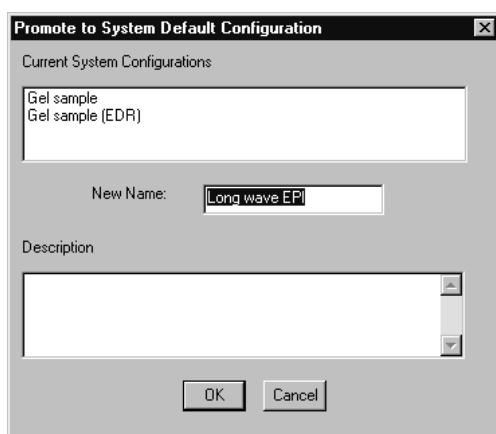 Promote to System Default Configuration
Current System Configurations
Gel sample
Gel sample (EDR)
New Name:
Long wave EPI
Description
OK
Cancel